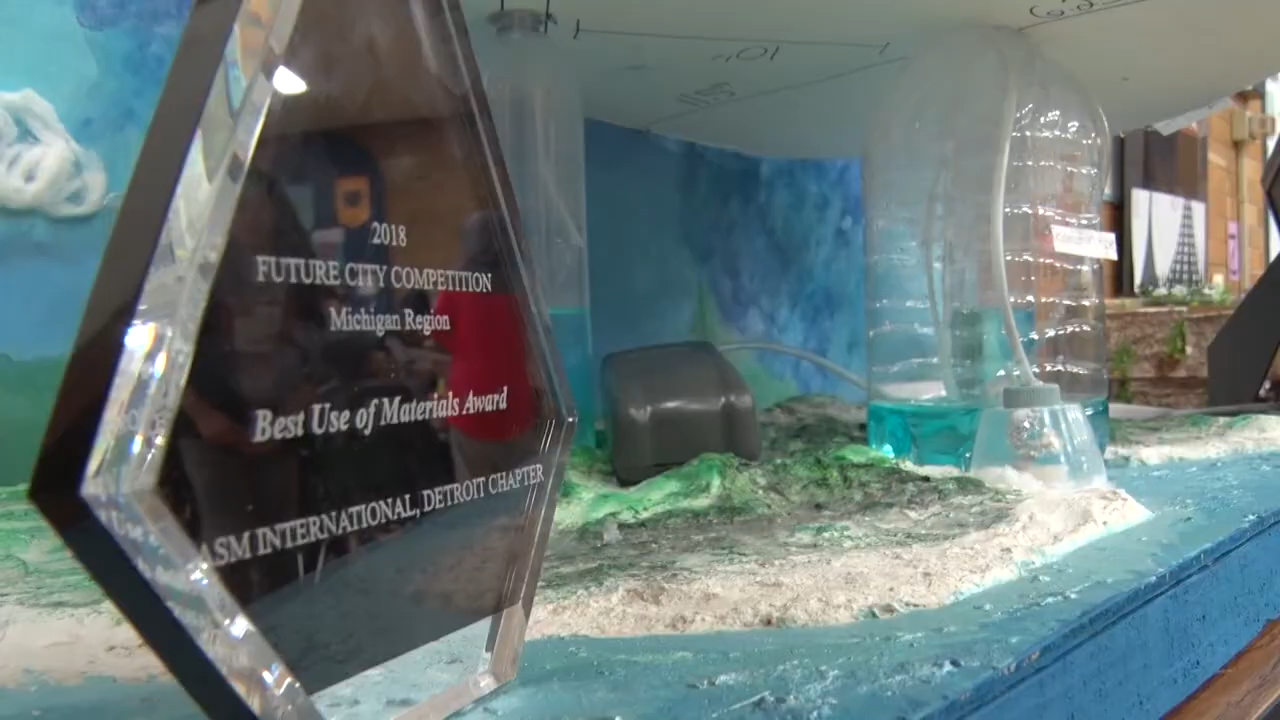 2018
FUTURE CITY COMPETITION
Michigan Region
Best Use of Materials Award
ASM INTERNATIONAL, DETROIT CHAPTER